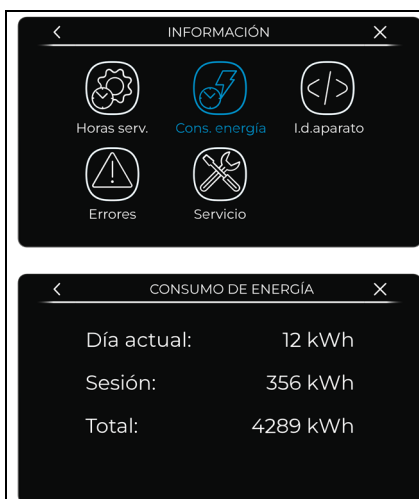 INFORMACIÓN
Horas serv. Cons. energía I.d.aparato
Errores Servicio
CONSUMO DE ENERGÍA
Día actual: 12 kWh
Sesión: 356 kWh
Total: 4289 kWh